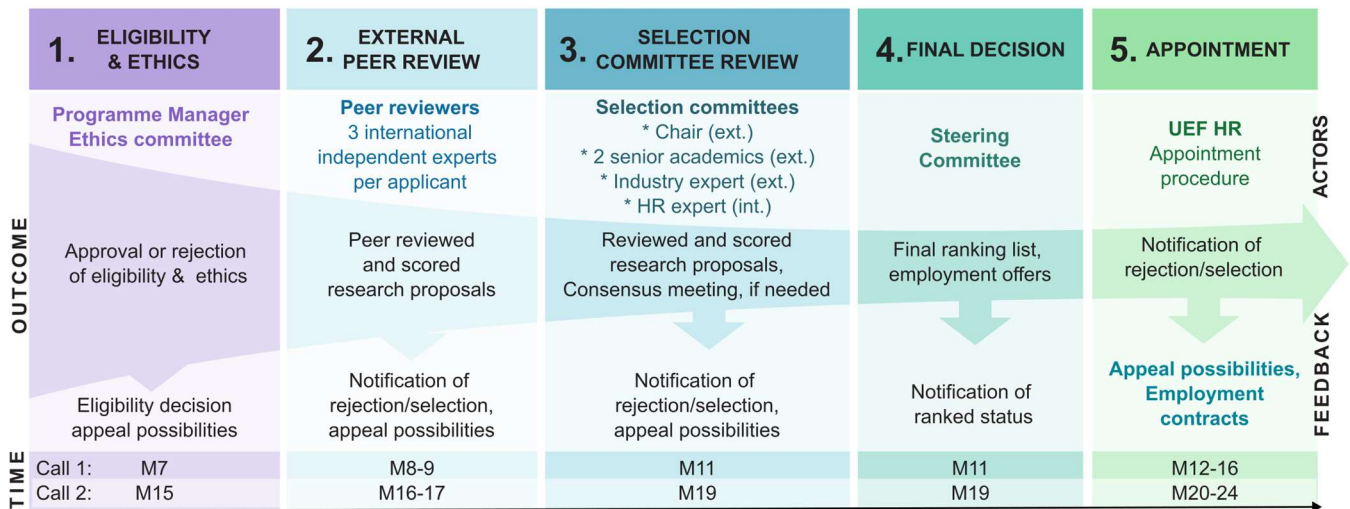 1. ELIGIBILITY
& ETHICS
2. EXTERNAL
PEER REVIEW
3. SELECTION
COMMITTEE REVIEW
4. FINAL DECISION
5. APPOINTMENT
Programme Manager
Ethics committee
Peer reviewers
3 international
independent experts
per applicant
Selection committees
* Chair (ext.)
* 2 senior academics (ext.)
* Industry expert (ext.)
* HR expert (int.)
Steering
Committee
UEF HR
Appointment
procedure
ACTORS
OUTCOME
Approval or rejection
of eligibility & ethics
Peer reviewed
and scored
research proposals
Reviewed and scored
research proposals,
Consensus meeting, if needed
Final ranking list,
employment offers
Notification of
rejection/selection
Eligibility decision
appeal possibilities
Notification of
rejection/selection,
appeal possibilities
Notification of
rejection/selection,
appeal possibilities
Notification of
ranked status
Appeal possibilities,
Employment
contracts
FEEDBACK
TIME
Call 1: M7 M8-9 M11 M11 M12-16
Call 2: M15 M16-17 M19 M19 M20-24